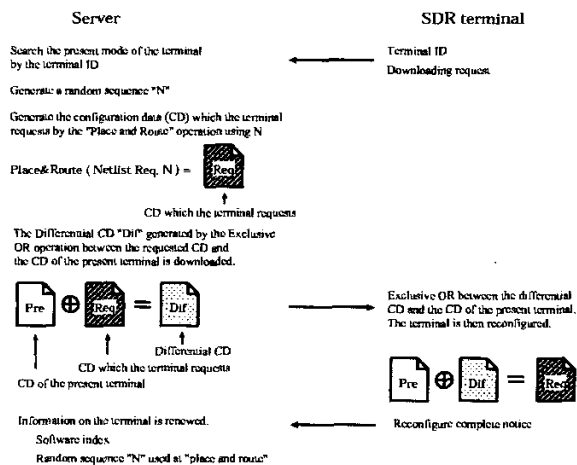 Server
SDR terminal
Search the present mode of the terminal
by the terminal ID
Terminal ID
Downloading request
Generate a random sequence "N"
Generate the configuration data (CD) which the terminal
requests by the "Place and Route" operation using N
Place&Route ( Netlist Req, N ) = Req
CD which the terminal requests
The Differential CD "Dif" generated by the Exclusive
OR operation between the requested CD and
the CD of the present terminal is downloaded.
Pre ⊕ Req = Dif
Differential CD
CD which the terminal requests
CD of the present terminal
Exclusive OR between the differential
CD and the CD of the present terminal.
The terminal is then reconfigured.
Pre ⊕ Dif = Req
Information on the terminal is renewed.
Software index
Random sequence "N" used at "place and route"
Reconfigure complete notice